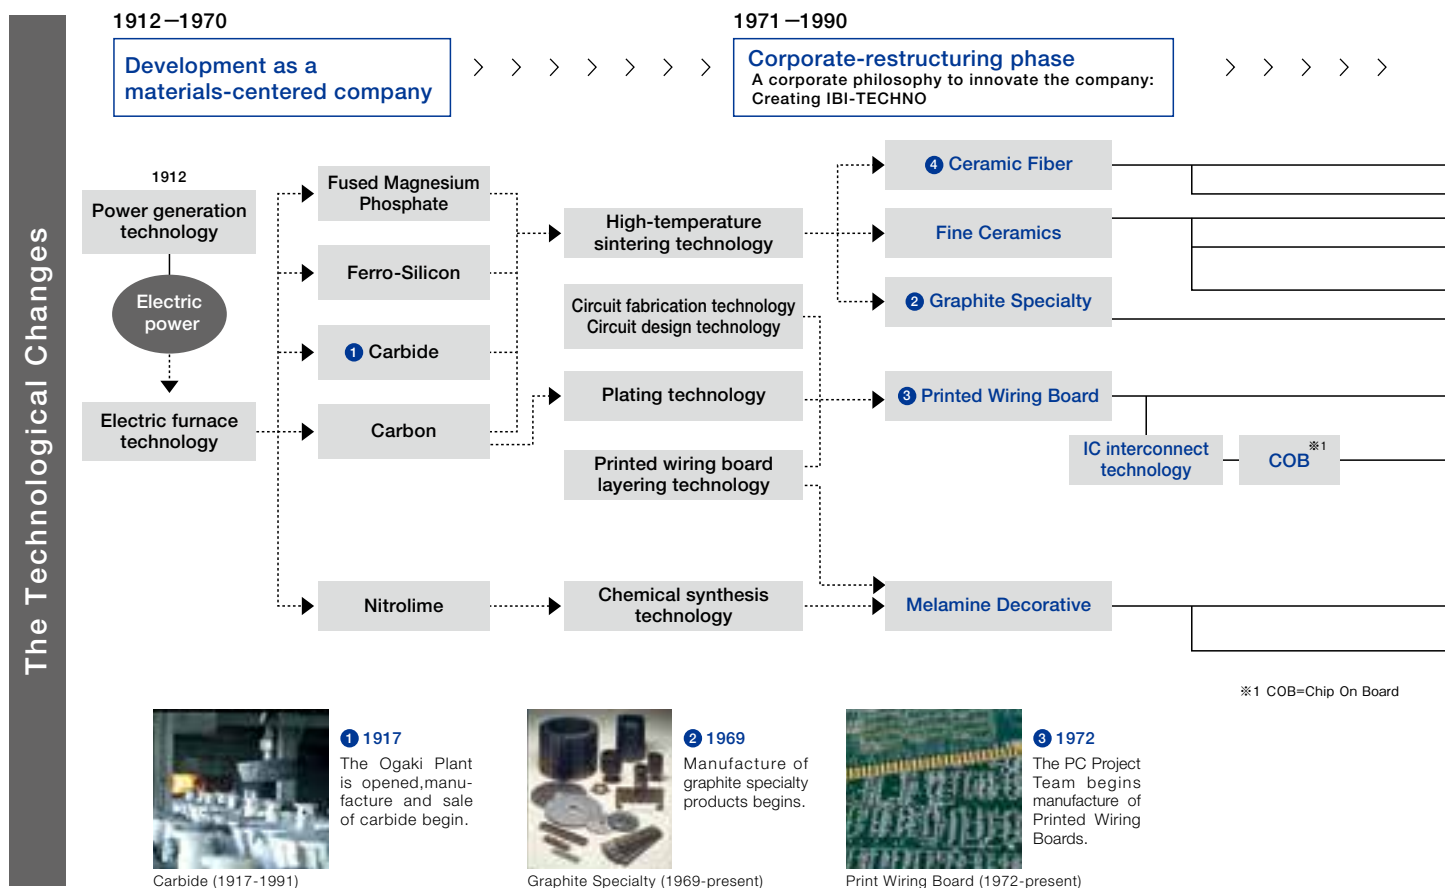 The Technological Changes
1912—1970
Development as a
materials-centered company
1971—1990
Corporate-restructuring phase
A corporate philosophy to innovate the company:
Creating IBI-TECHNO
1912
Power generation
technology
Electric
power
Electric furnace
technology
Fused Magnesium
Phosphate
Ferro-Silicon
1 Carbide
Carbon
Nitrolime
High-temperature
sintering technology
Circuit fabrication technology
Circuit design technology
Plating technology
Printed wiring board
layering technology
Chemical synthesis
technology
4 Ceramic Fiber
Fine Ceramics
2 Graphite Specialty
3 Printed Wiring Board
IC interconnect
technology
COB※1
Melamine Decorative
※1 COB=Chip On Board
1 1917
The Ogaki Plant
is opened,manu-
facture and sale
of carbide begin.
Carbide (1917-1991)
2 1969
Manufacture of
graphite specialty
products begins.
Graphite Specialty (1969-present)
3 1972
The PC Project
Team begins
manufacture of
Printed Wiring
Boards.
Print Wiring Board (1972-present)